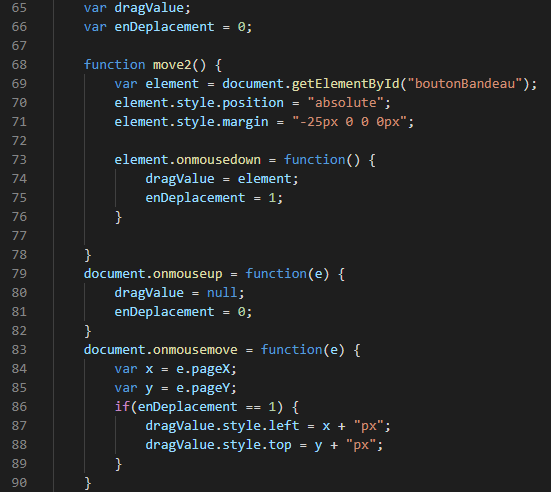 65 var dragValue;
66 var enDeplacement = 0;
67
68 function move2() {
69 var element = document.getElementById("boutonBandeau");
70 element.style.position = "absolute";
71 element.style.margin = "-25px 0 0 0px";
72
73 element.onmousedown = function() {
74 dragValue = element;
75 enDeplacement = 1;
76 }
77
78 }
79 document.onmouseup = function(e) {
80 dragValue = null;
81 enDeplacement = 0;
82 }
83 document.onmousemove = function(e) {
84 var x = e.pageX;
85 var y = e.pageY;
86 if(enDeplacement == 1) {
87 dragValue.style.left = x + "px";
88 dragValue.style.top = y + "px";
89 }
90 }